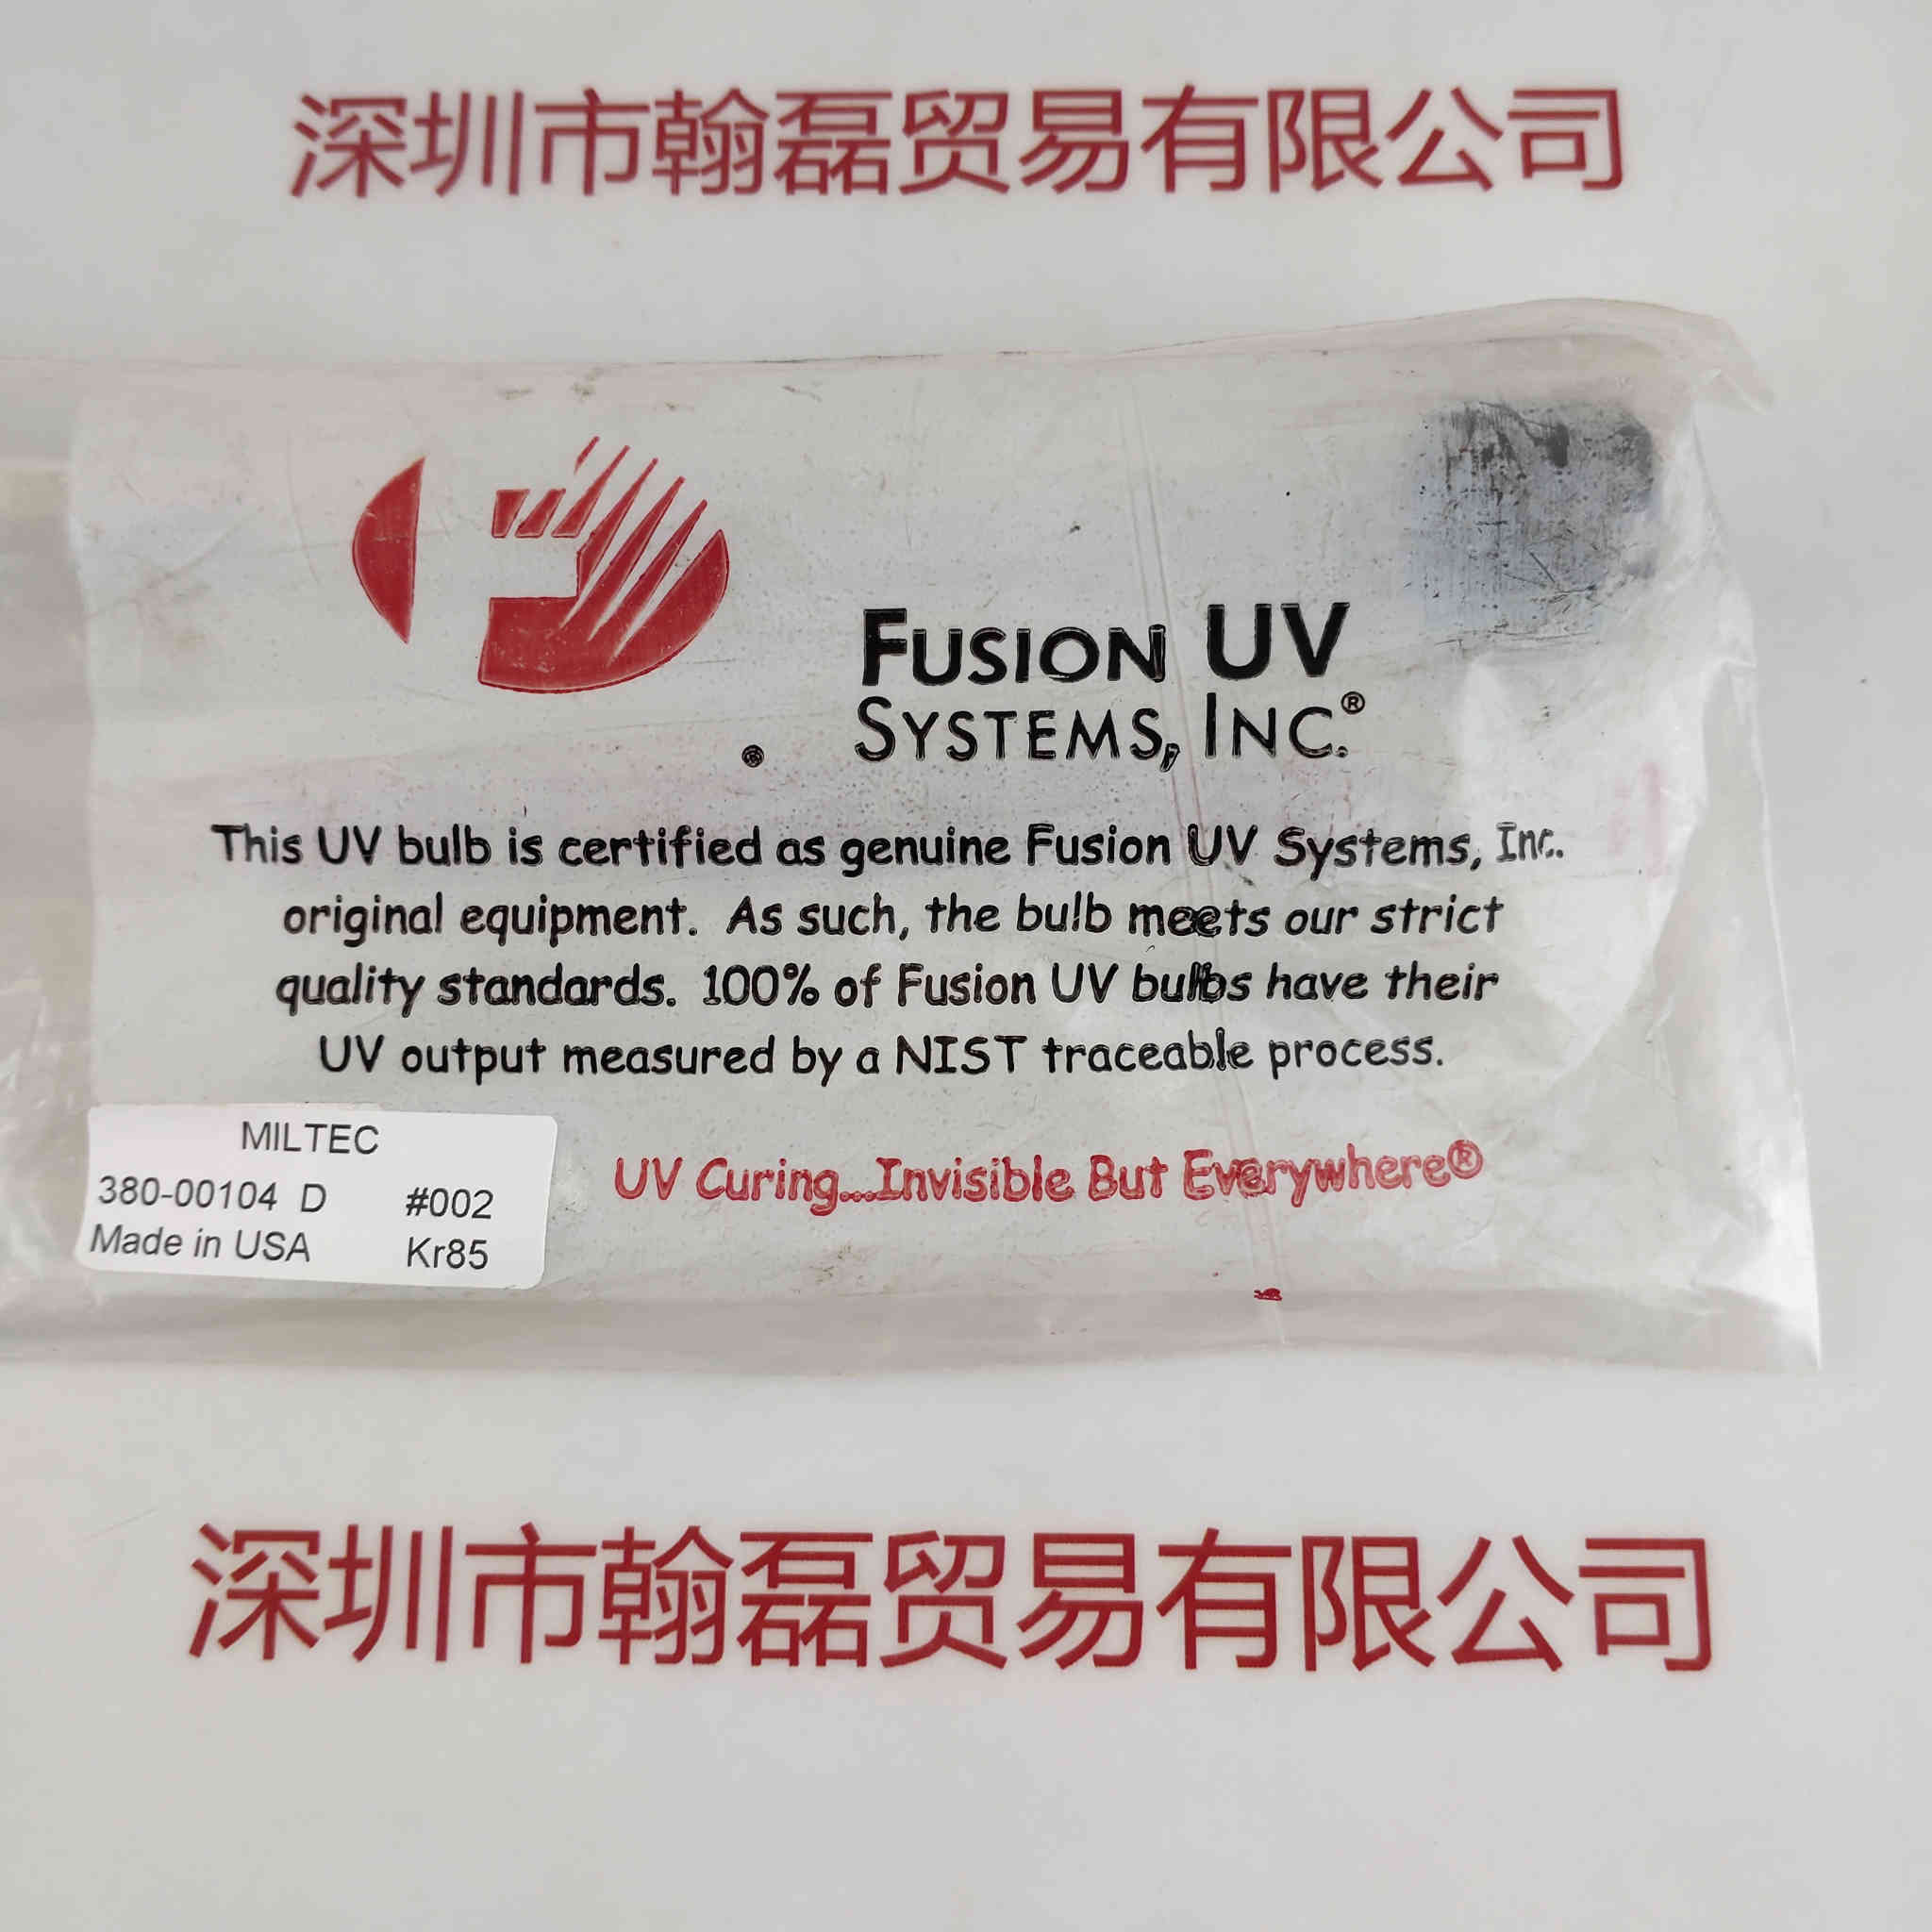 深圳市翰磊贸易有限公司
FUSION UV
SYSTEMS, INC.®
®
This UV bulb is certified as genuine Fusion UV Systems, Inc.
original equipment. As such, the bulb meets our strict
quality standards. 100% of Fusion UV bulbs have their
UV output measured by a NIST traceable process.
UV Curing...Invisible But Everywhere®
MILTEC
380-00104 D #002
Made in USA Kr85
深圳市翰磊贸易有限公司